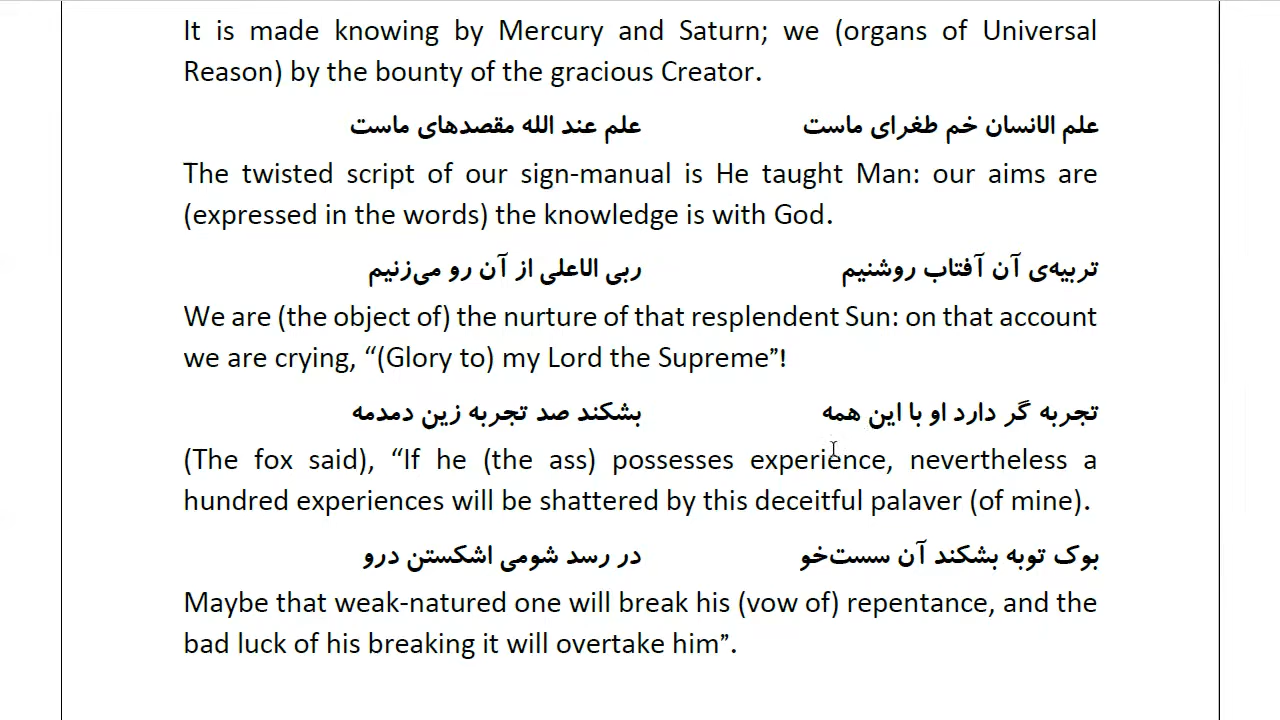 It is made knowing by Mercury and Saturn; we (organs of Universal
Reason) by the bounty of the gracious Creator.
علم الانسان خم طغرای ماست علم عند الله مقصدهای ماست
The twisted script of our sign-manual is He taught Man: our aims are
(expressed in the words) the knowledge is with God.
تربیه‌ی آن آفتاب روشنیم ربی الاعلی از آن رو می‌زنیم
We are (the object of) the nurture of that resplendent Sun: on that account
we are crying, “(Glory to) my Lord the Supreme”!
تجربه گر دارد او با این همه بشکند صد تجربه زین دمدمه
(The fox said), “If he (the ass) possesses experience, nevertheless a
hundred experiences will be shattered by this deceitful palaver (of mine).
بوک توبه بشکند آن سست‌خو در رسد شومی اشکستن درو
Maybe that weak-natured one will break his (vow of) repentance, and the
bad luck of his breaking it will overtake him”.